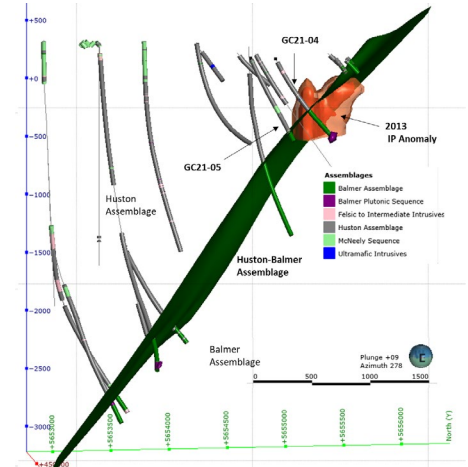 +500
+0
-500
-1000
-1500
-2000
-2500
-3000
GC21-04
GC21-05
2013
IP Anomaly
Assemblages
Balmer Assemblage
Balmer Plutonic Sequence
Felsic to Intermediate Intrusives
Huston Assemblage
McNeely Sequence
Ultramafic Intrusives
Huston
Assemblage
Huston-Balmer
Assemblage
Balmer
Assemblage
Plunge +09
Azimuth 278
0 500 1000 1500
+5653000
+5653500
+5654000
+5654500
+5655000
+5655500
+5656000
North (Y)